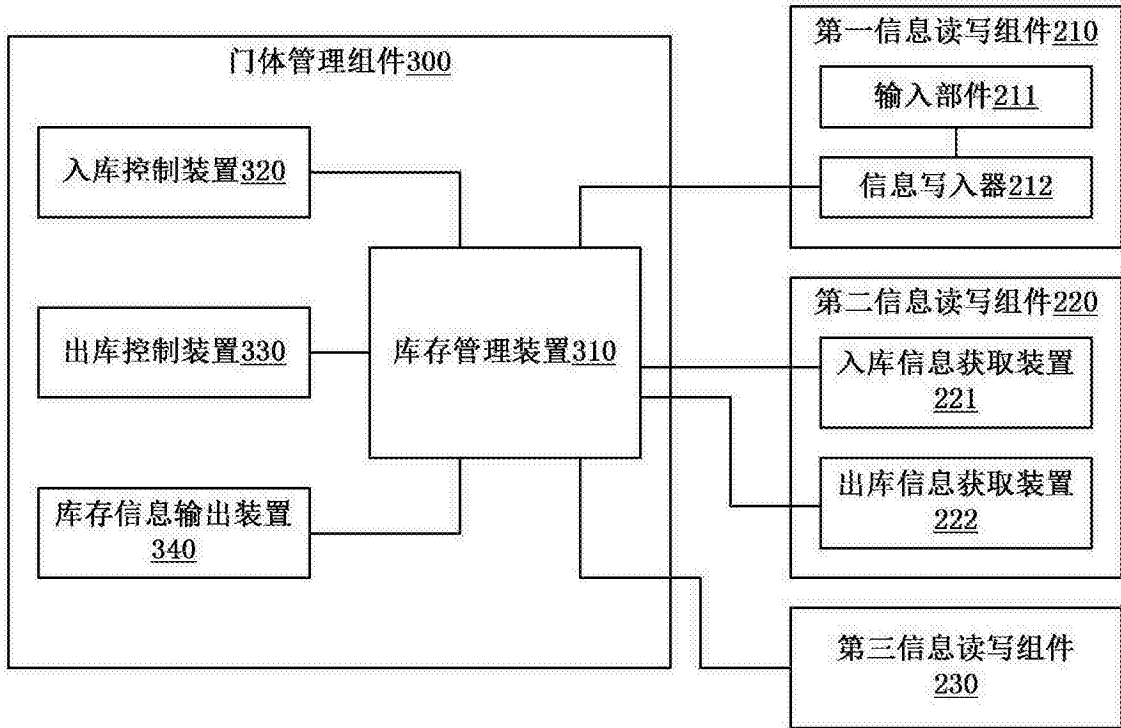 门体管理组件300
入库控制装置320
出库控制装置330
库存信息输出装置
340
库存管理装置310
第一信息读写组件210
输入部件211
信息写入器212
第二信息读写组件220
入库信息获取装置
221
出库信息获取装置
222
第三信息读写组件
230